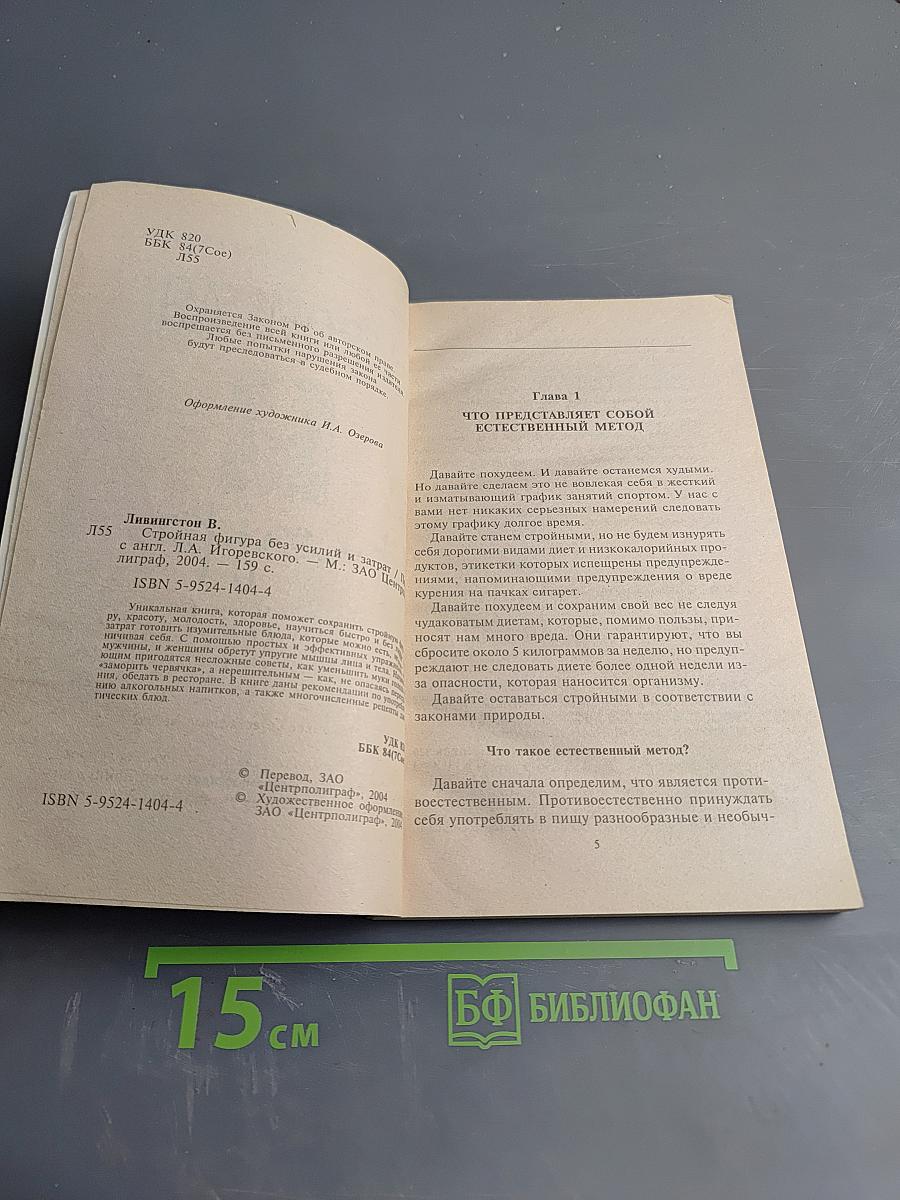 УДК 820
ББК 84(7Сое)
Л55
Охраняется Законом РФ об авторском праве.
Воспроизведение всей книги или любой ее части
воспрещается без письменного разрешения издателя.
Любые попытки нарушения закона
будут преследоваться в судебном порядке.
Оформление художника И.А. Озерова
Ливингстон В.
Л55 Стройная фигура без усилий и затрат /
с англ. Л.А. Игоревского. — М.: ЗАО Центр
лиграф, 2004. — 159 с.
ISBN 5-9524-1404-4
Уникальная книга, которая поможет сохранить стройную
ру, красоту, молодость, здоровье, научиться быстро и без
затрат готовить изумительные блюда, которые можно есть, не
ничивая себя. С помощью простых и эффективных упражне
мужчины, и женщины обретут упругие мышцы лица и тела.
ющим пригодятся несложные советы, как уменьшить муки
«заморить червячка», а нерешительным — как, не опасаясь
ния, обедать в ресторане. В книге даны рекомендации по употреб
нию алкогольных напитков, а также многочисленные рецепты
тических блюд.
УДК 82
ББК 84(7Сое
© Перевод, ЗАО
«Центрполиграф», 2004
© Художественное оформление
ЗАО «Центрполиграф», 2004
ISBN 5-9524-1404-4
Глава 1
ЧТО ПРЕДСТАВЛЯЕТ СОБОЙ
ЕСТЕСТВЕННЫЙ МЕТОД
Давайте похудеем. И давайте останемся худыми.
Но давайте сделаем это не вовлекая себя в жесткий
и изматывающий график занятий спортом. У нас с
вами нет никаких серьезных намерений следовать
этому графику долгое время.
Давайте станем стройными, но не будем изнурять
себя дорогими видами диет и низкокалорийных про-
дуктов, этикетки которых испещрены предупрежде-
ниями, напоминающими предупреждения о вреде
курения на пачках сигарет.
Давайте похудеем и сохраним свой вес не следуя
чудаковатым диетам, которые, помимо пользы, при-
носят нам много вреда. Они гарантируют, что вы
сбросите около 5 килограммов за неделю, но предуп-
реждают не следовать диете более одной недели из-
за опасности, которая наносится организму.
Давайте оставаться стройными в соответствии с
законами природы.
Что такое естественный метод?
Давайте сначала определим, что является проти-
воестественным. Противоестественно принуждать
себя употреблять в пищу разнообразные и необыч-
5
15 см
БФ БИБЛИОФАН